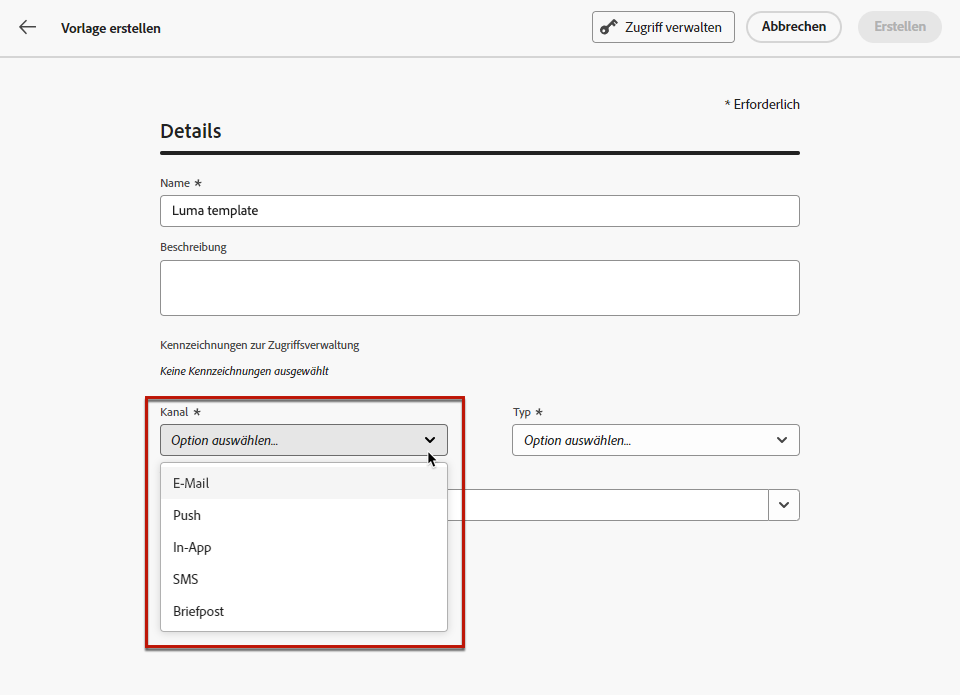 Vorlage erstellen
Zugriff verwalten
Abbrechen
Erstellen
* Erforderlich
Details
Name *
Luma template
Beschreibung
Kennzeichnungen zur Zugriffsverwaltung
Keine Kennzeichnungen ausgewählt
Kanal *
Typ *
Option auswählen...
Option auswählen...
E-Mail
Push
In-App
SMS
Briefpost